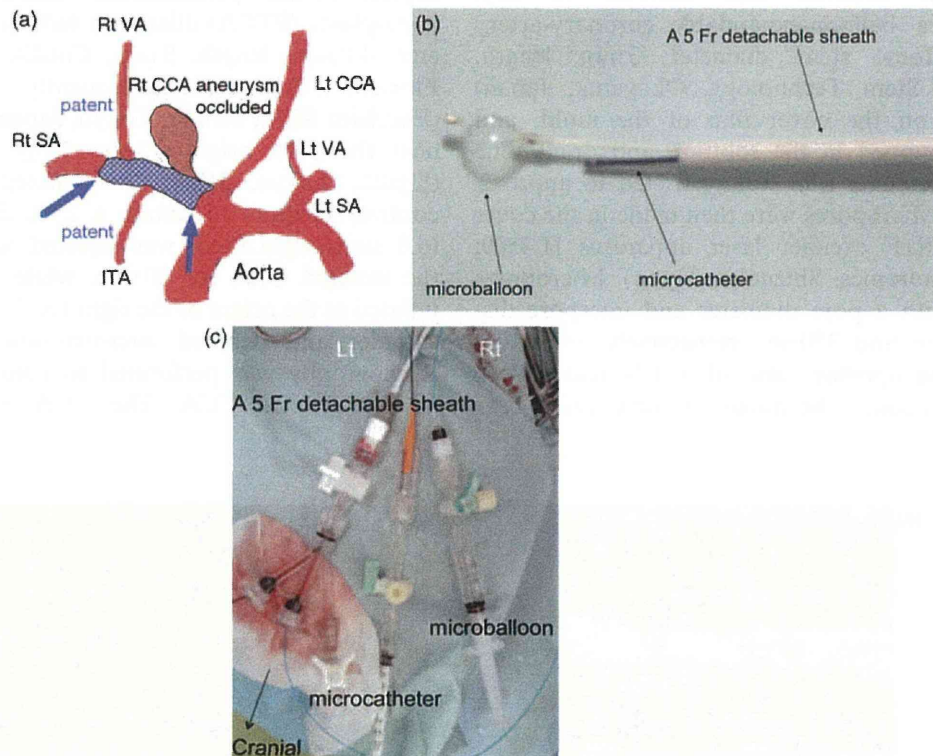 (a)
Rt VA
Rt CCA aneurysm
occluded
Lt CCA
patent
Rt SA
Lt VA
Lt SA
patent
ITA
Aorta
(b)
A 5 Fr detachable sheath
microballoon
microcatheter
(c)
Lt
Rt
A 5 Fr detachable sheath
microballoon
microcatheter
Cranial